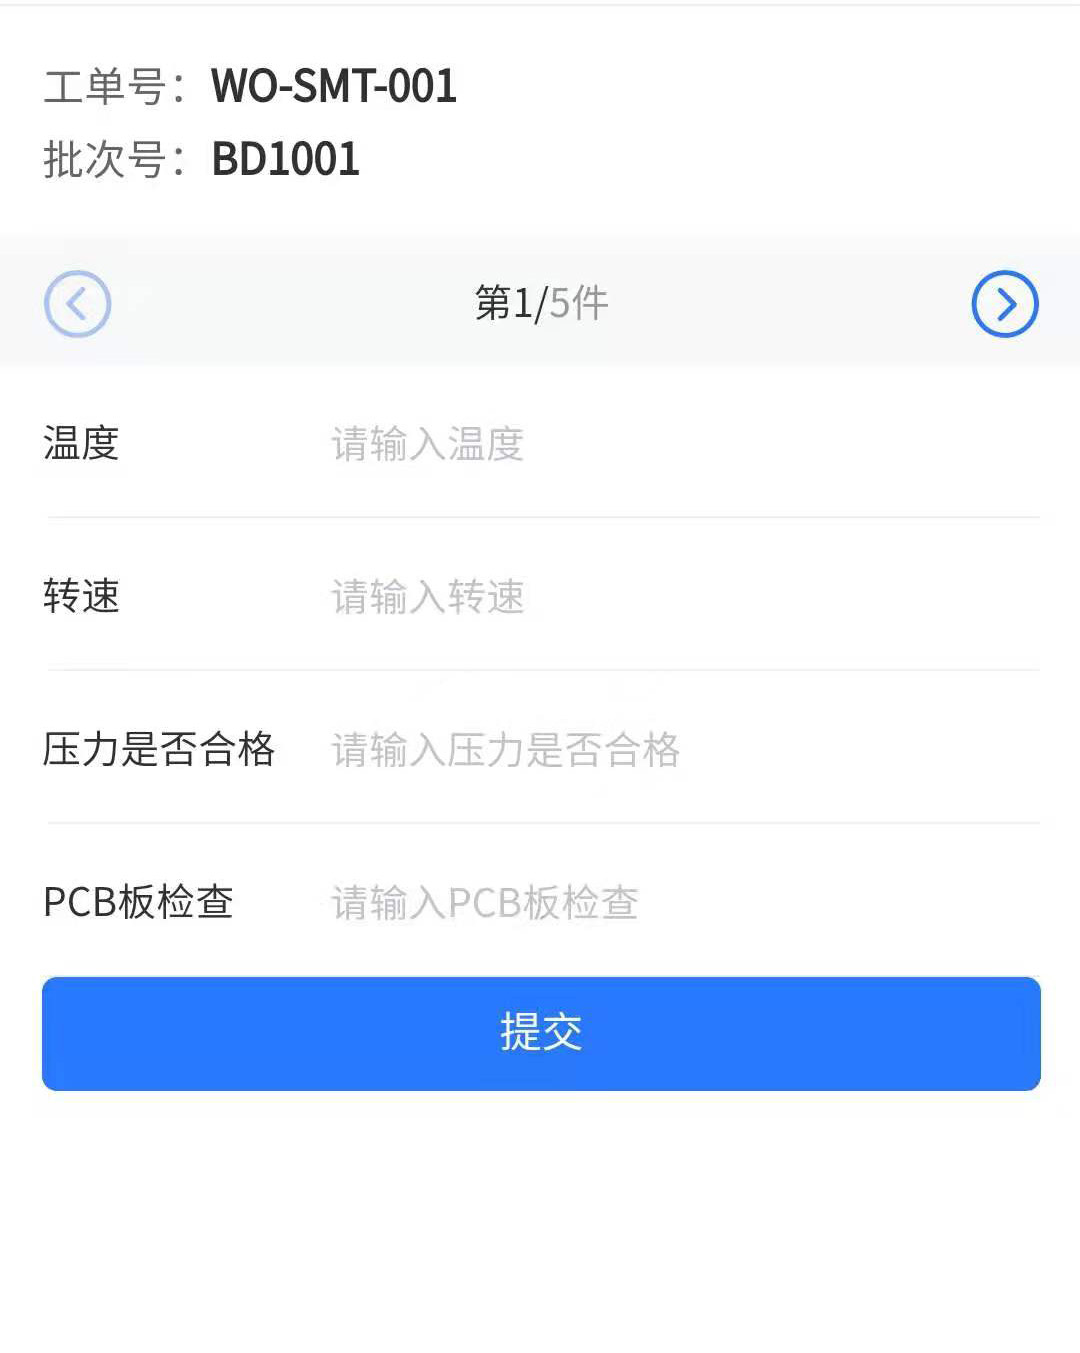 工单号：WO-SMT-001
批次号：BD1001
第1/5件
温度 请输入温度
转速 请输入转速
压力是否合格 请输入压力是否合格
PCB板检查 请输入PCB板检查
提交